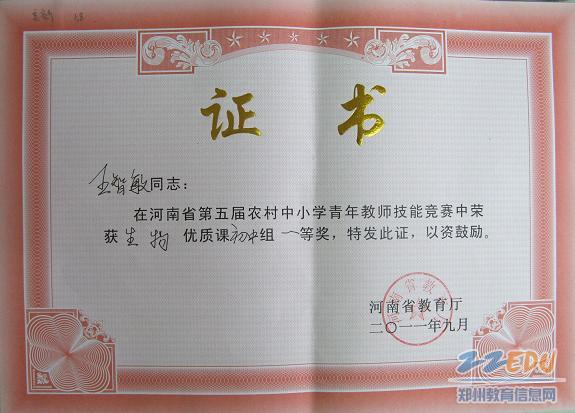 证 书
王智敏同志：
在河南省第五届农村中小学青年教师技能竞赛中荣
获 生物 优质课 初中组 一等奖，特发此证，以资鼓励。
河南省教育厅
二〇一一年九月
ZZEDU
郑州教育信息网